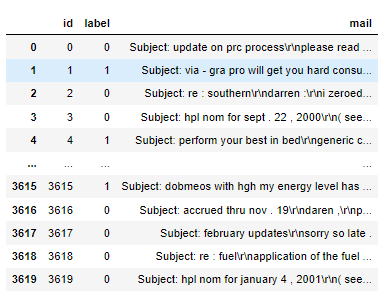 id label mail
0 0 0 Subject: update on prc process\r\nplease read ...
1 1 1 Subject: via - gra pro will get you hard consu...
2 2 0 Subject: re : southern\r\ndarren :\r\ni zeroed...
3 3 0 Subject: hpl nom for sept . 22 , 2000\r\n( see...
4 4 1 Subject: perform your best in bed\r\ngeneric c...
... ... ... ...
3615 3615 1 Subject: dobmeos with hgh my energy level has ...
3616 3616 0 Subject: accrued thru nov . 19\r\ndaren ,\r\np...
3617 3617 0 Subject: february updates\r\nsorry so late .
3618 3618 0 Subject: re : fuel\r\napplication of the fuel ...
3619 3619 0 Subject: hpl nom for january 4 , 2001\r\n( see...